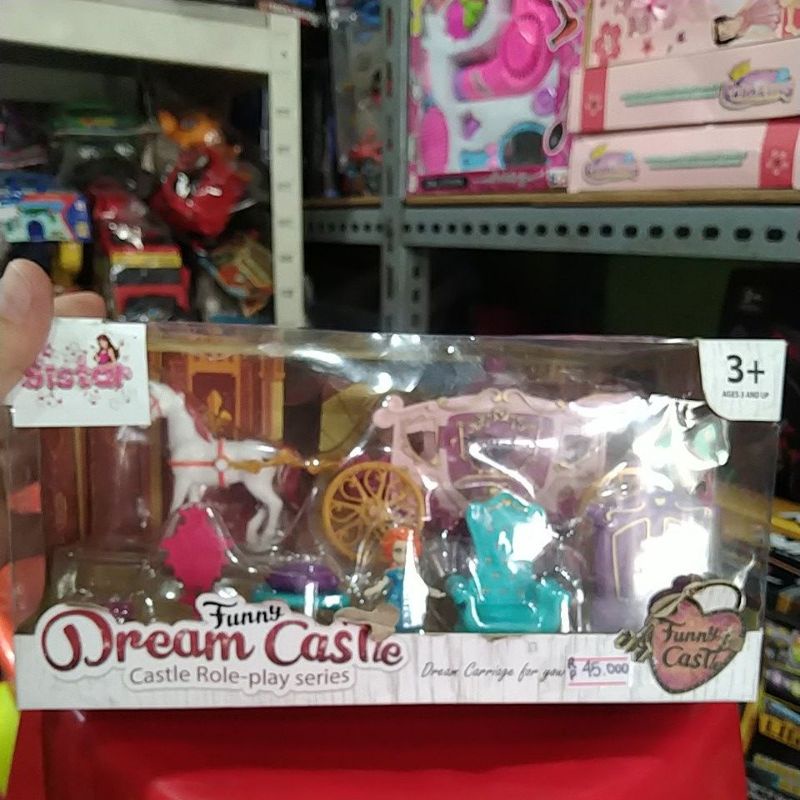 Sistar
3+
AGES 3 AND UP
Funny
Dream Castle
Castle Role-play series
Dream Carriage for you
Rp 45.000
Funny
Castle